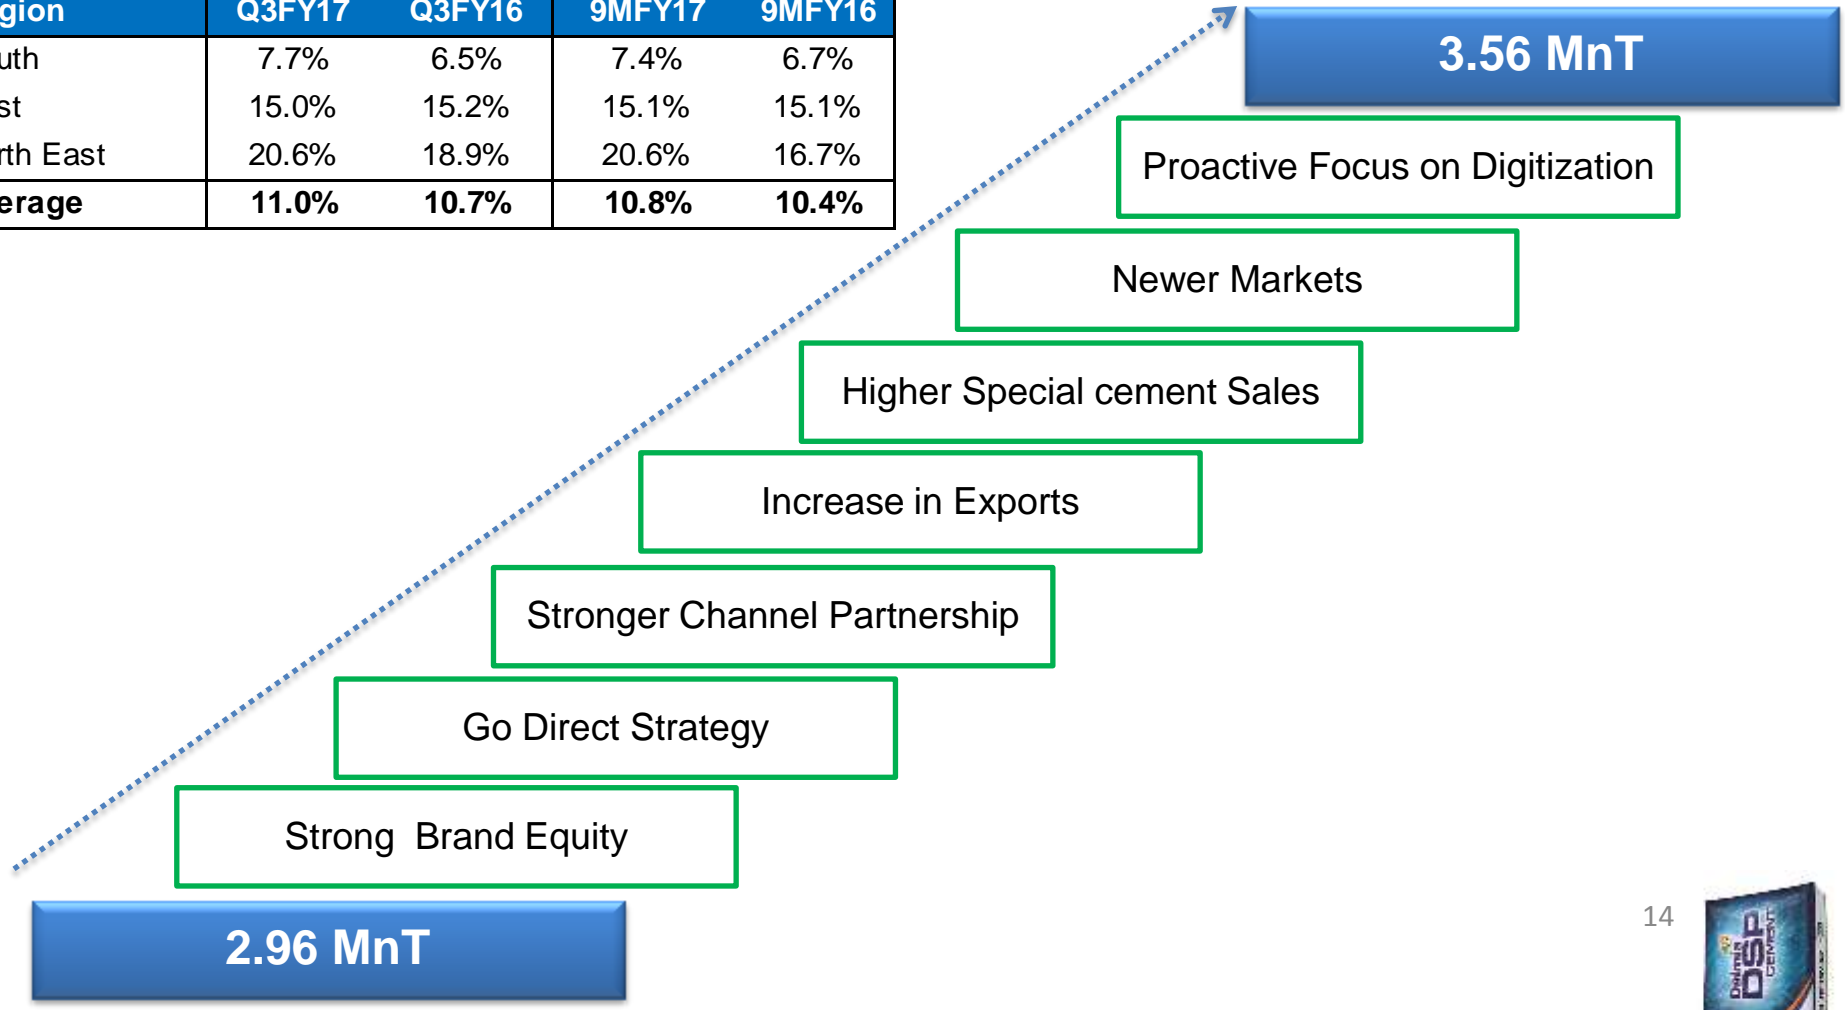 gion Q3FY17 Q3FY16 9MFY17 9MFY16
uth 7.7% 6.5% 7.4% 6.7%
st 15.0% 15.2% 15.1% 15.1%
rth East 20.6% 18.9% 20.6% 16.7%
erage 11.0% 10.7% 10.8% 10.4%
3.56 MnT
Proactive Focus on Digitization
Newer Markets
Higher Special cement Sales
Increase in Exports
Stronger Channel Partnership
Go Direct Strategy
Strong Brand Equity
2.96 MnT
14
Dalmia
DSP
CEMENT